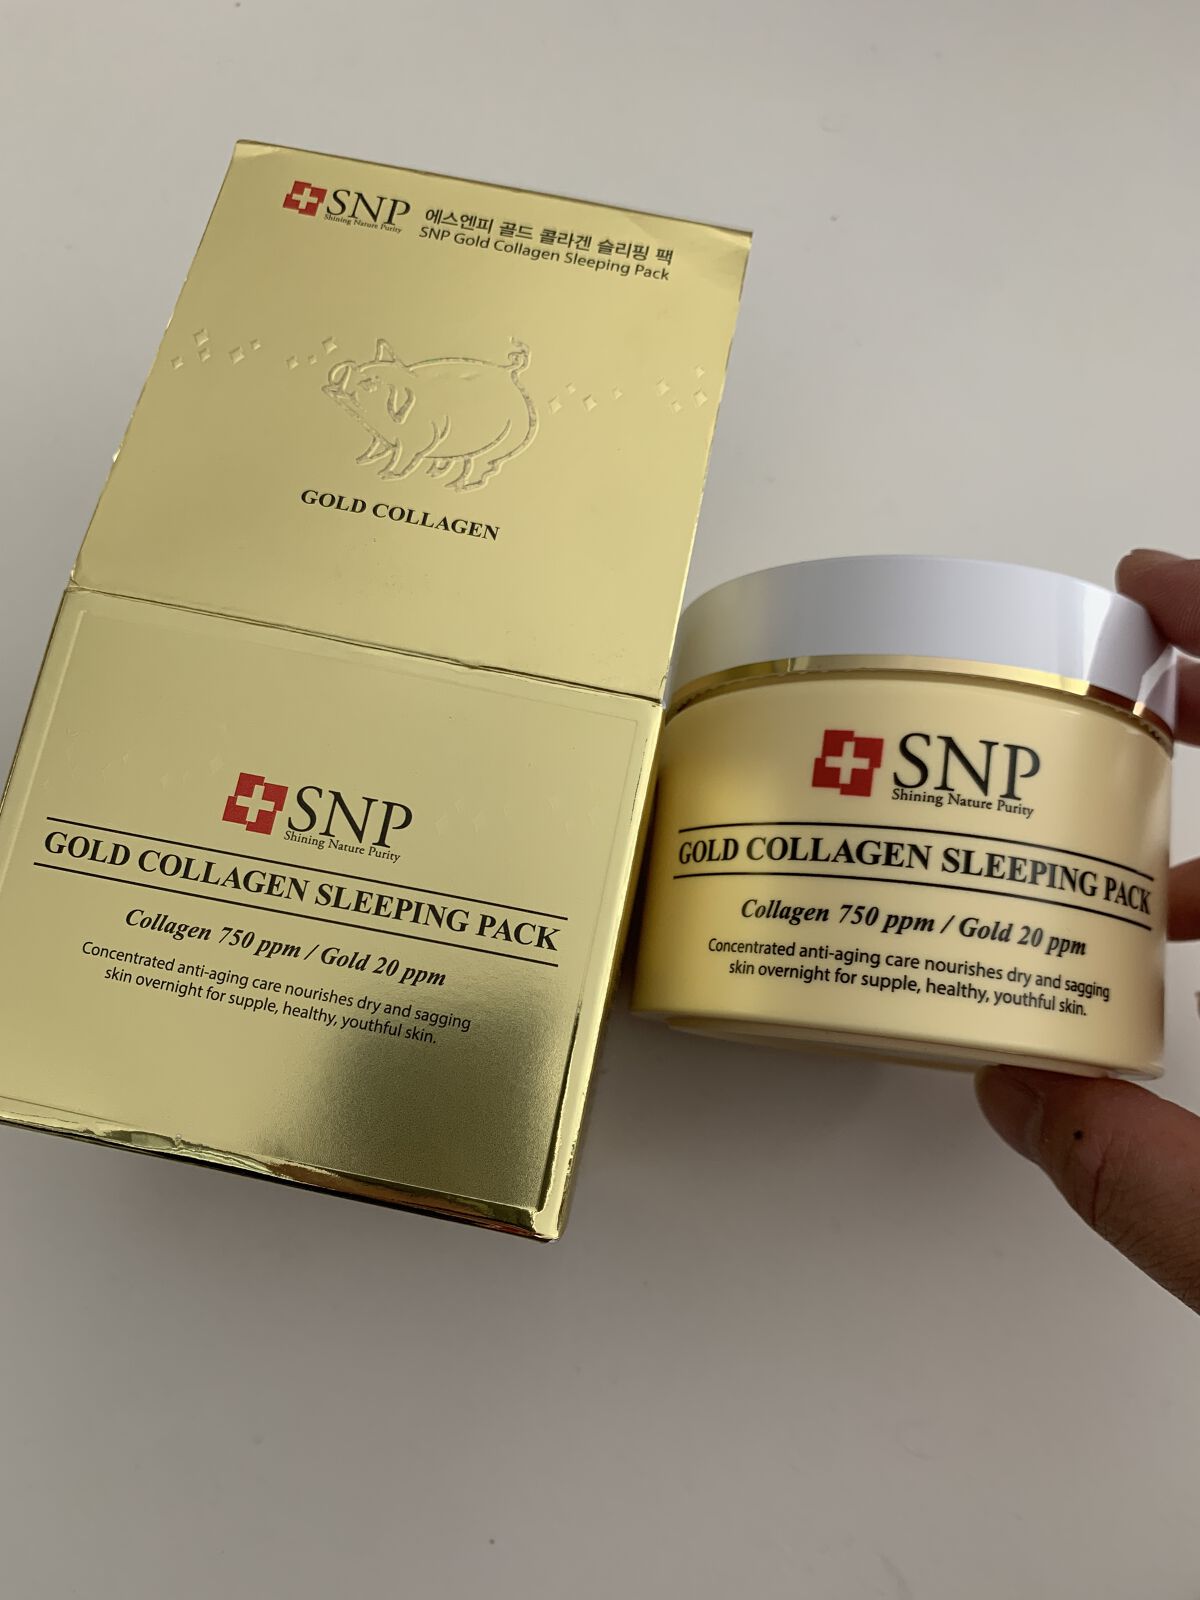 SNP
Shining Nature Purity
에스엔피 골드 콜라겐 슬리핑 팩
SNP Gold Collagen Sleeping Pack
GOLD COLLAGEN
SNP
Shining Nature Purity
GOLD COLLAGEN SLEEPING PACK
Collagen 750 ppm / Gold 20 ppm
Concentrated anti-aging care nourishes dry and sagging
skin overnight for supple, healthy, youthful skin.
SNP
Shining Nature Purity
GOLD COLLAGEN SLEEPING PACK
Collagen 750 ppm / Gold 20 ppm
Concentrated anti-aging care nourishes dry and sagging
skin overnight for supple, healthy, youthful skin.